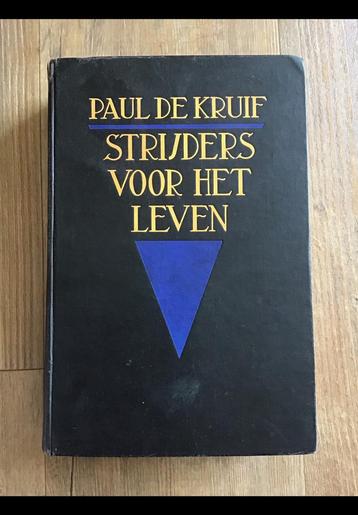 PAUL DE KRUIF
STRIJDERS
VOOR HET
LEVEN